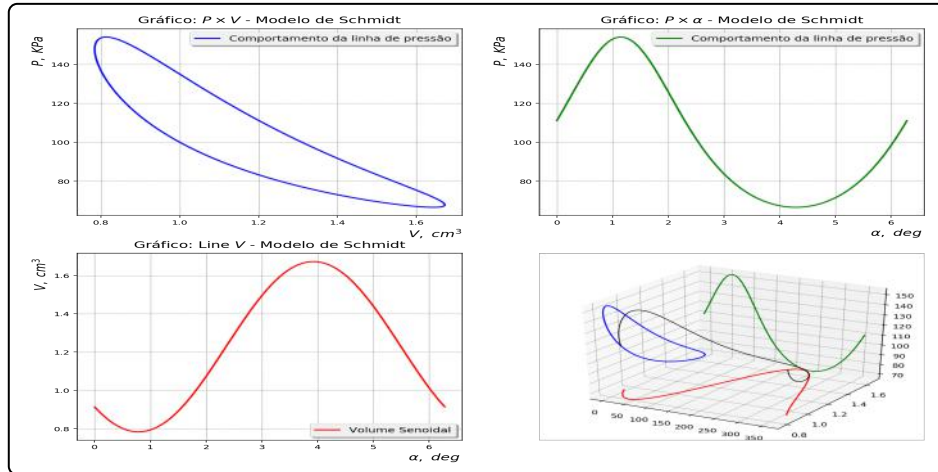 Gráfico: P × V - Modelo de Schmidt
P, KPa
Comportamento da linha de pressão
140
120
100
80
0.8 1.0 1.2 1.4 1.6
V, cm³
Gráfico: P × α - Modelo de Schmidt
P, KPa
Comportamento da linha de pressão
140
120
100
80
0 1 2 3 4 5 6
α, deg
Gráfico: Line V - Modelo de Schmidt
V, cm³
1.6
1.4
1.2
1.0
0.8
Volume Senoidal
0 1 2 3 4 5 6
α, deg
150
140
130
120
110
100
90
80
70
0 50 100 150 200 250 300 350
0.8 1.0 1.2 1.4 1.6